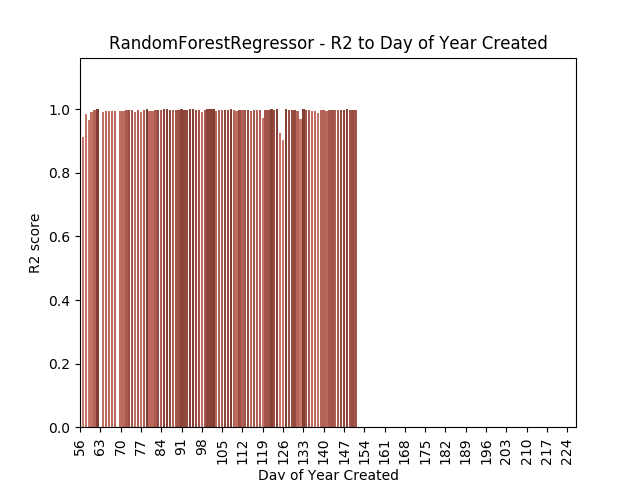 RandomForestRegressor - R2 to Day of Year Created
1.0
0.8
0.6
0.4
0.2
0.0
R2 score
56 63 70 77 84 91 98 105 112 119 126 133 140 147 154 161 168 175 182 189 196 203 210 217 224
Day of Year Created